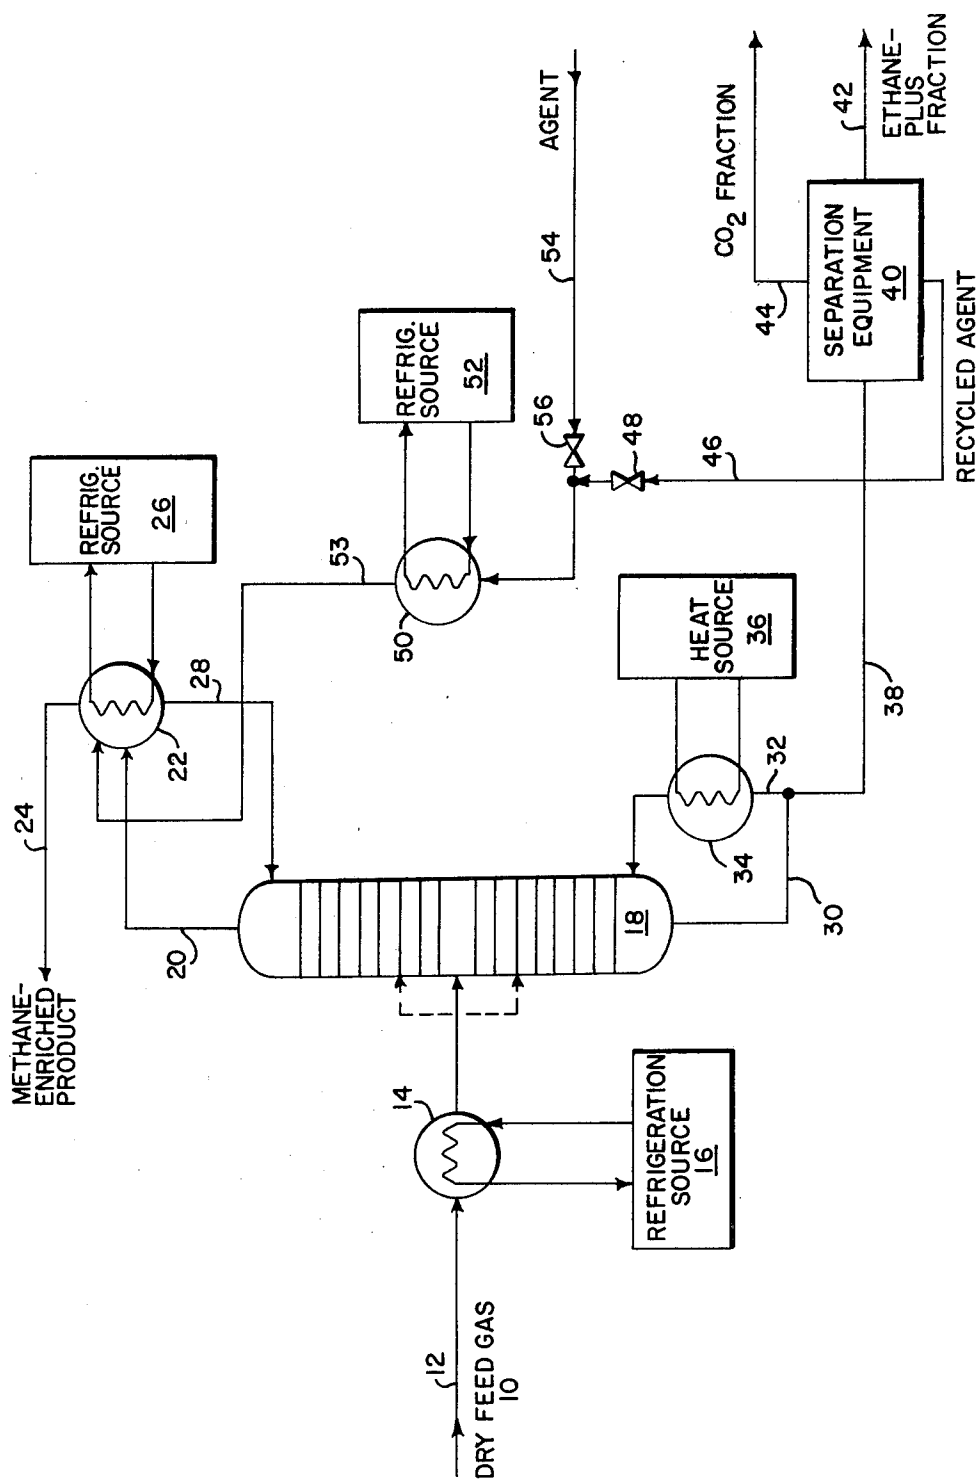 METHANE-
ENRICHED
PRODUCT
24
20
22
28
REFRIG.
SOURCE
26
53
50
REFRIG.
SOURCE
52
54
AGENT
56
48
46
CO2 FRACTION
44
SEPARATION
EQUIPMENT
40
42
ETHANE-
PLUS
FRACTION
RECYCLED AGENT
HEAT
SOURCE
36
34
32
38
30
18
14
REFRIGERATION
SOURCE
16
12
DRY FEED GAS
10